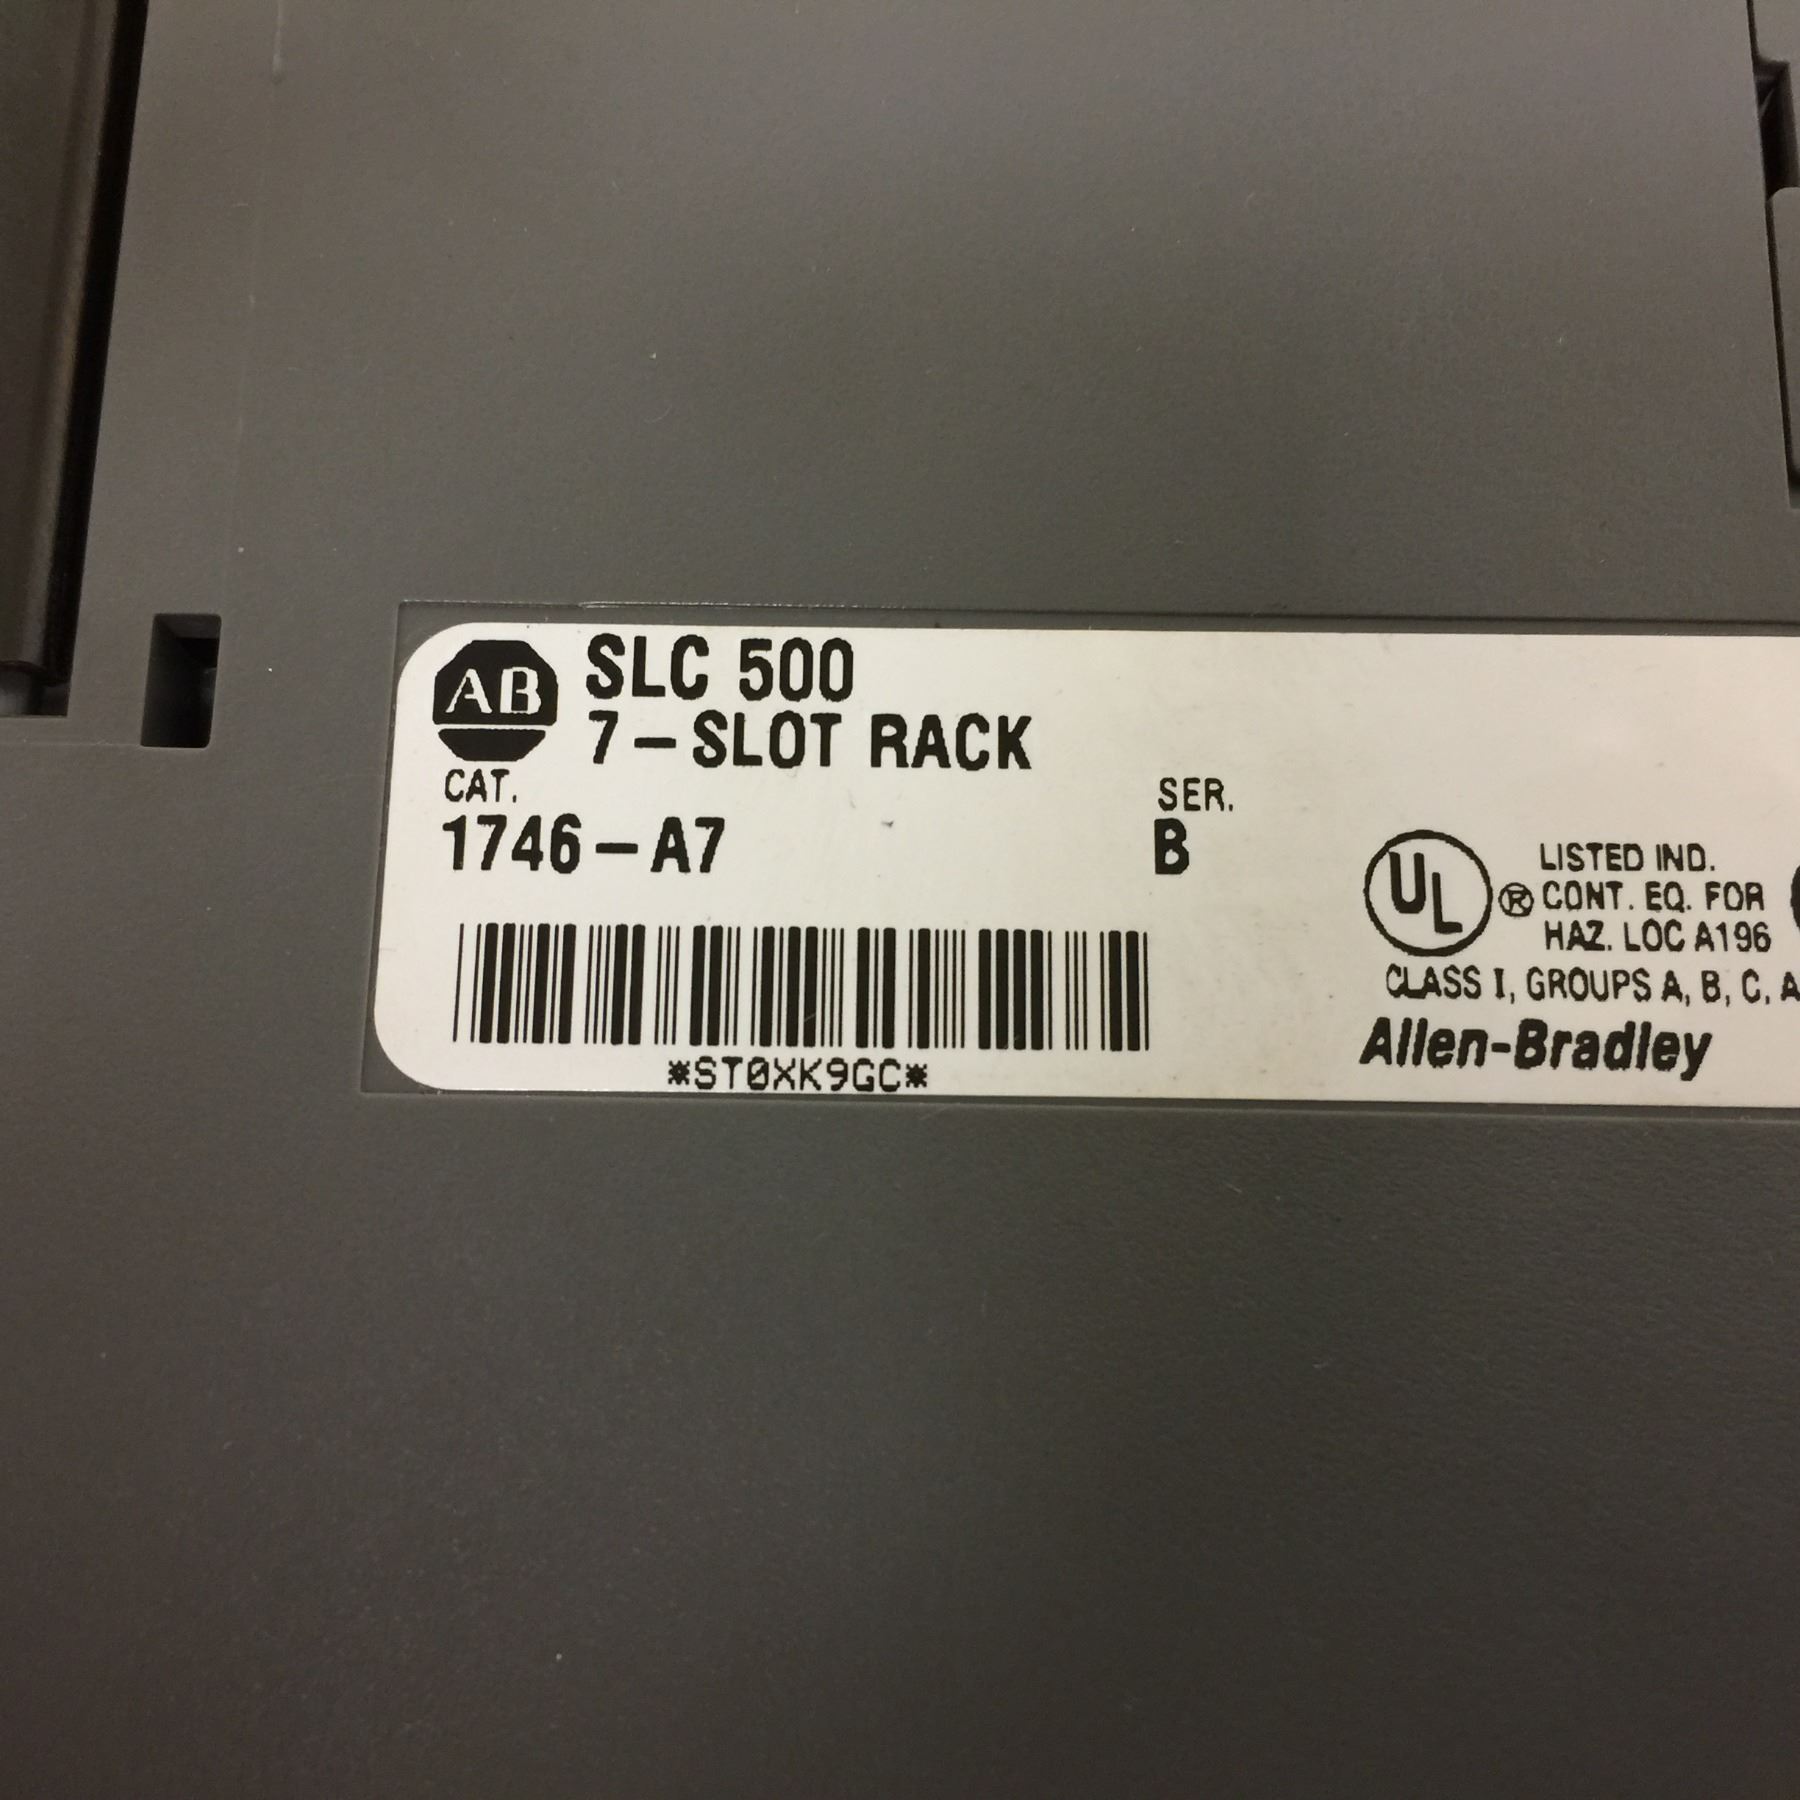 AB SLC 500
7-SLOT RACK
CAT.
SER.
1746-A7
B
*ST0XK9GC*
UL ® LISTED IND.
CONT. EQ. FOR
HAZ. LOC A196
CLASS I, GROUPS A, B, C, A
Allen-Bradley